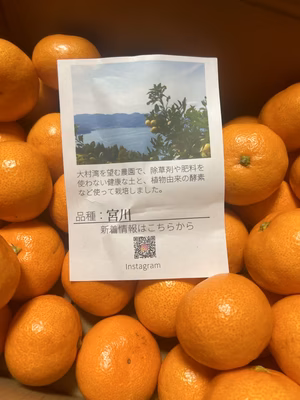 大村湾を望む農園で、除草剤や肥料を
使わない健康な土と、植物由来の酵素
など使って栽培しました。
品種：宮川
新着情報はこちらから
Instagram